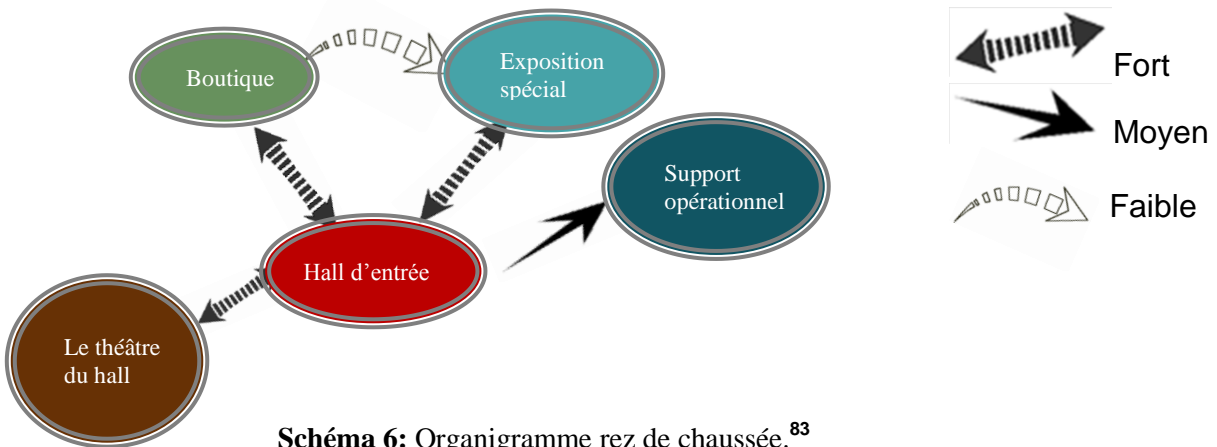 Boutique
Exposition
spécial
Fort
Moyen
Support
opérationnel
Faible
Hall d’entrée
Le théâtre
du hall
Schéma 6: Organigramme rez de chaussée.83